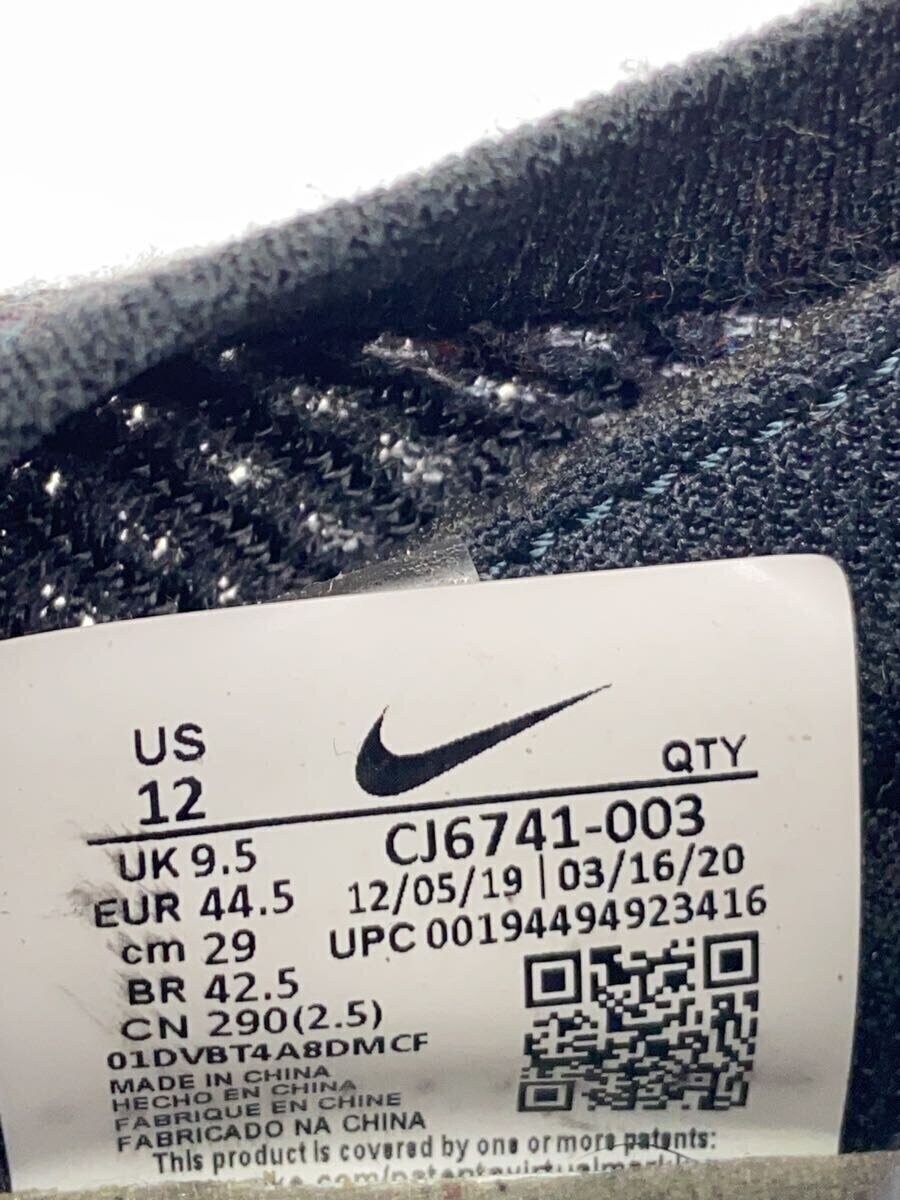 US
12
QTY
UK 9.5
CJ6741-003
EUR 44.5
12/05/19 | 03/16/20
cm 29
UPC 00194494923416
BR 42.5
CN 290(2.5)
01DVBT4A8DMCF
MADE IN CHINA
HECHO EN CHINA
FABRIQUE EN CHINE
FABRICADO NA CHINA
This product is covered by one or more patents: